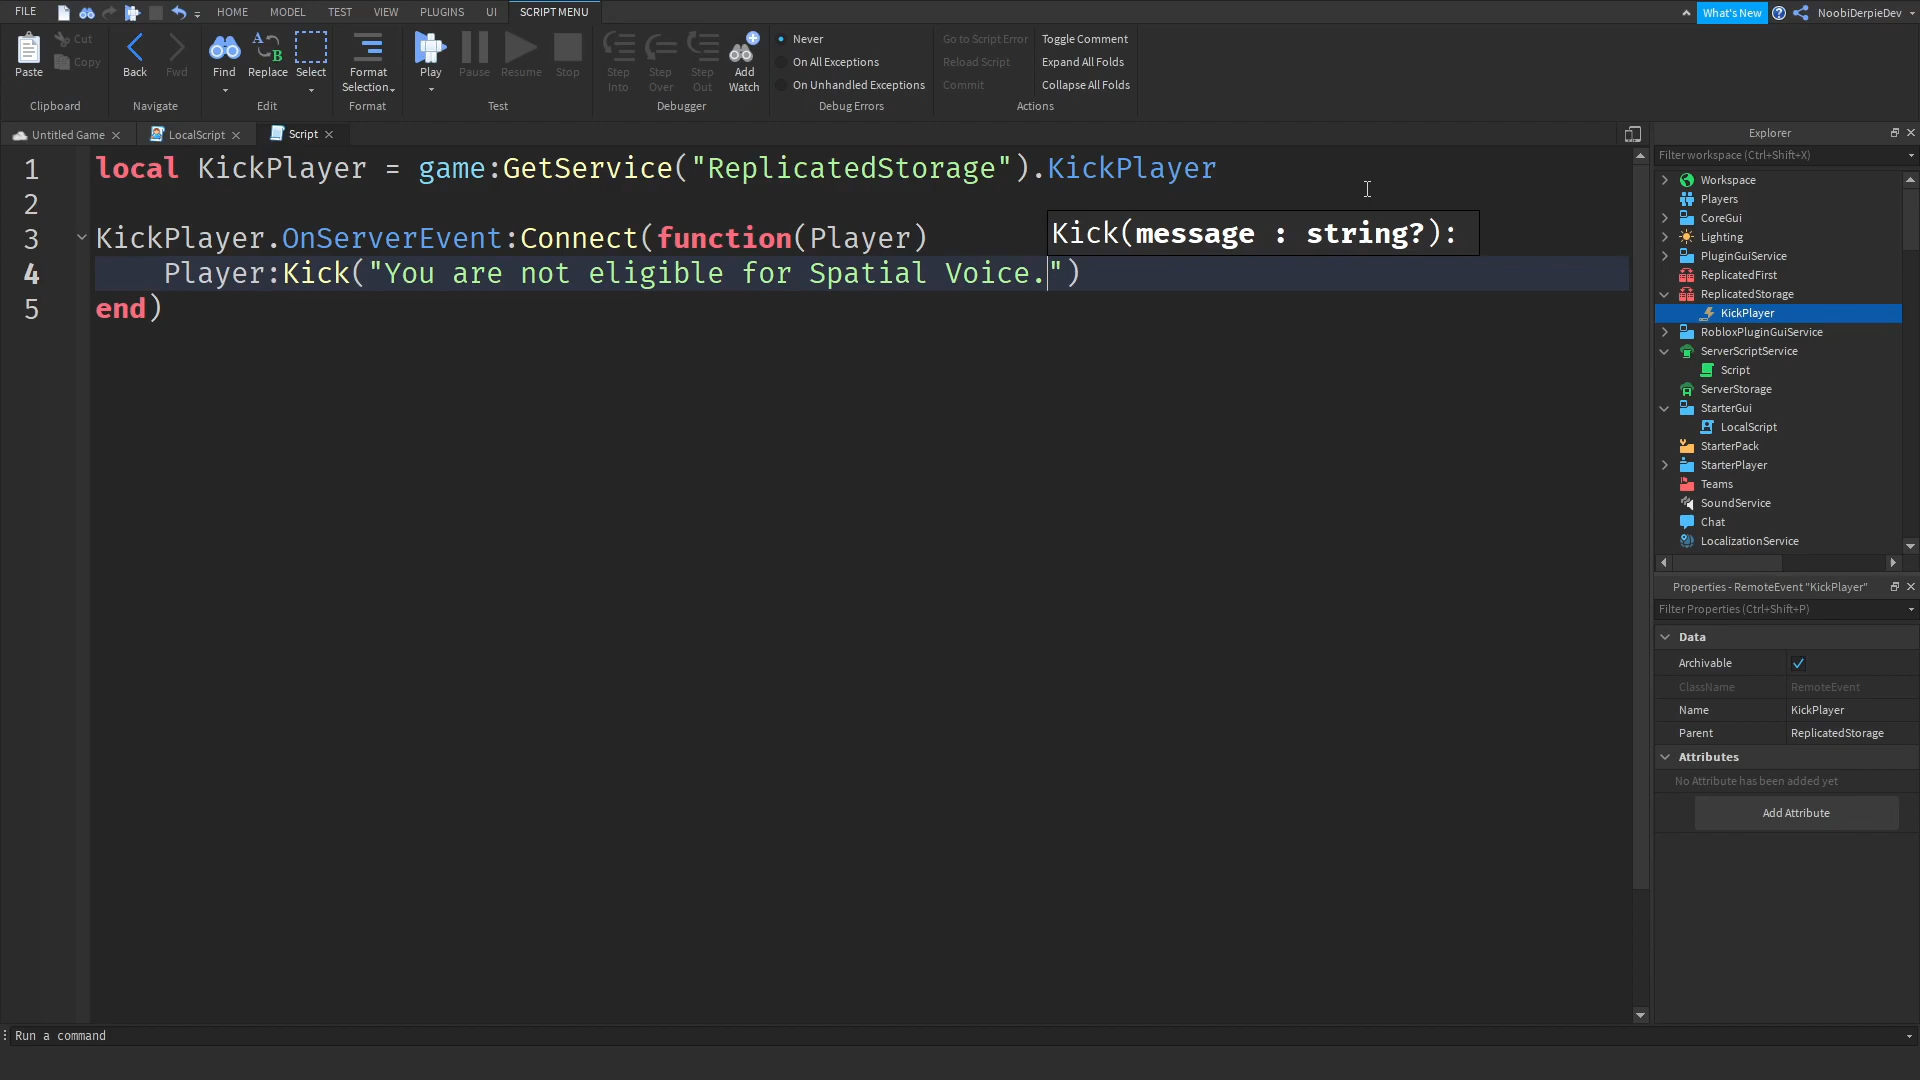 FILE HOME MODEL TEST VIEW PLUGINS UI SCRIPT MENU What's New NoobiDerpieDev
Paste Cut Copy Clipboard
Back Fwd Navigate
Find Replace Select Edit
Format Selection Format
Play Pause Resume Stop Test
Step Into Step Over Step Out Add Watch Debugger
Never
On All Exceptions
On Unhandled Exceptions
Debug Errors
Go to Script Error Toggle Comment
Reload Script Expand All Folds
Commit Collapse All Folds
Actions
Untitled Game LocalScript Script
1 local KickPlayer = game:GetService("ReplicatedStorage").KickPlayer
2
3 KickPlayer.OnServerEvent:Connect(function(Player)
Kick(message : string?):
4 Player:Kick("You are not eligible for Spatial Voice.")
5 end)
Explorer
Filter workspace (Ctrl+Shift+X)
Workspace
Players
CoreGui
Lighting
PluginGuiService
ReplicatedFirst
ReplicatedStorage
KickPlayer
RobloxPluginGuiService
ServerScriptService
Script
ServerStorage
StarterGui
LocalScript
StarterPack
StarterPlayer
Teams
SoundService
Chat
LocalizationService
Properties - RemoteEvent "KickPlayer"
Filter Properties (Ctrl+Shift+P)
Data
Archivable
ClassName RemoteEvent
Name KickPlayer
Parent ReplicatedStorage
Attributes
No Attribute has been added yet
Add Attribute
Run a command